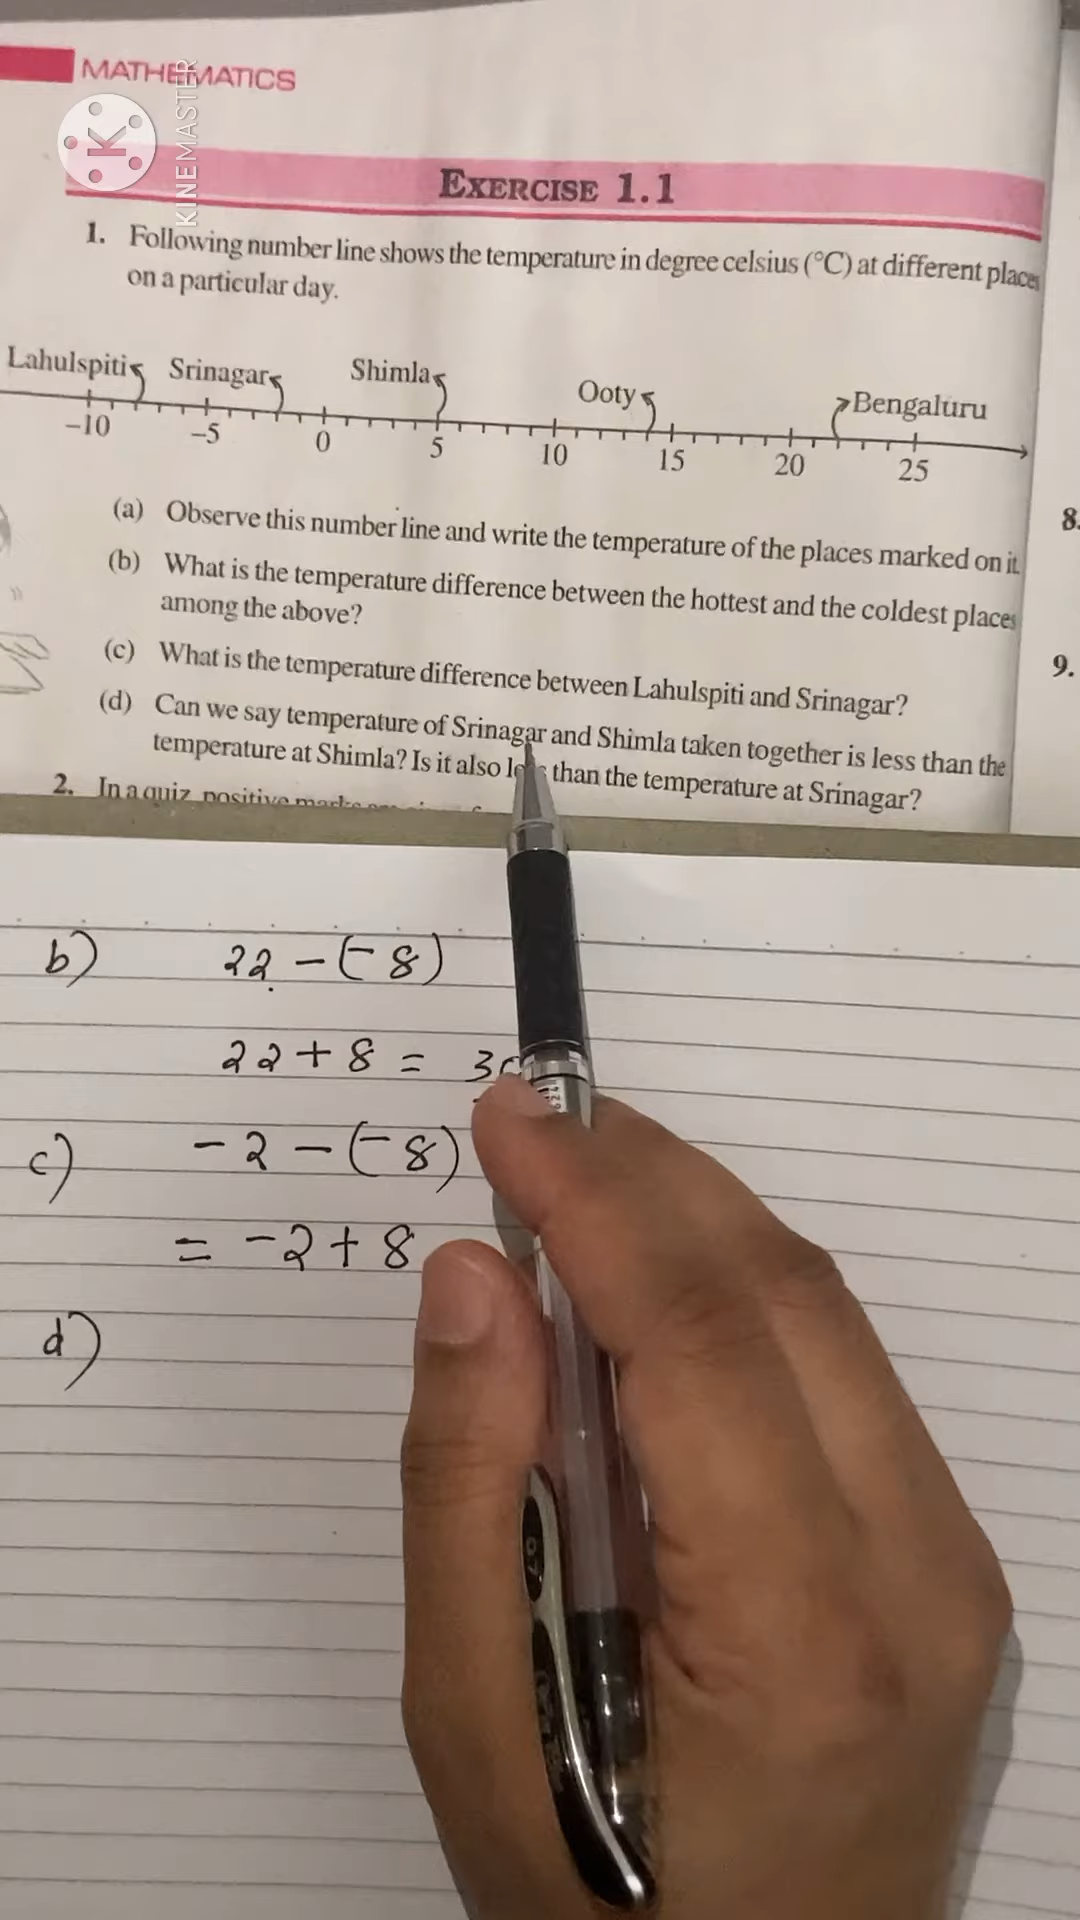 MATHEMATICS
KINEMASTER
EXERCISE 1.1
1. Following number line shows the temperature in degree celsius (°C) at different places
on a particular day.
Lahulspiti Srinagar Shimla Ooty Bengaluru
-10 -5 0 5 10 15 20 25
(a) Observe this number line and write the temperature of the places marked on it.
8.
(b) What is the temperature difference between the hottest and the coldest places
among the above?
(c) What is the temperature difference between Lahulspiti and Srinagar?
9.
(d) Can we say temperature of Srinagar and Shimla taken together is less than the
temperature at Shimla? Is it also less than the temperature at Srinagar?
2. In a quiz, positive marks
b) 22 - (-8)
22 + 8 =
c) -2 - (-8)
= -2 + 8
d)